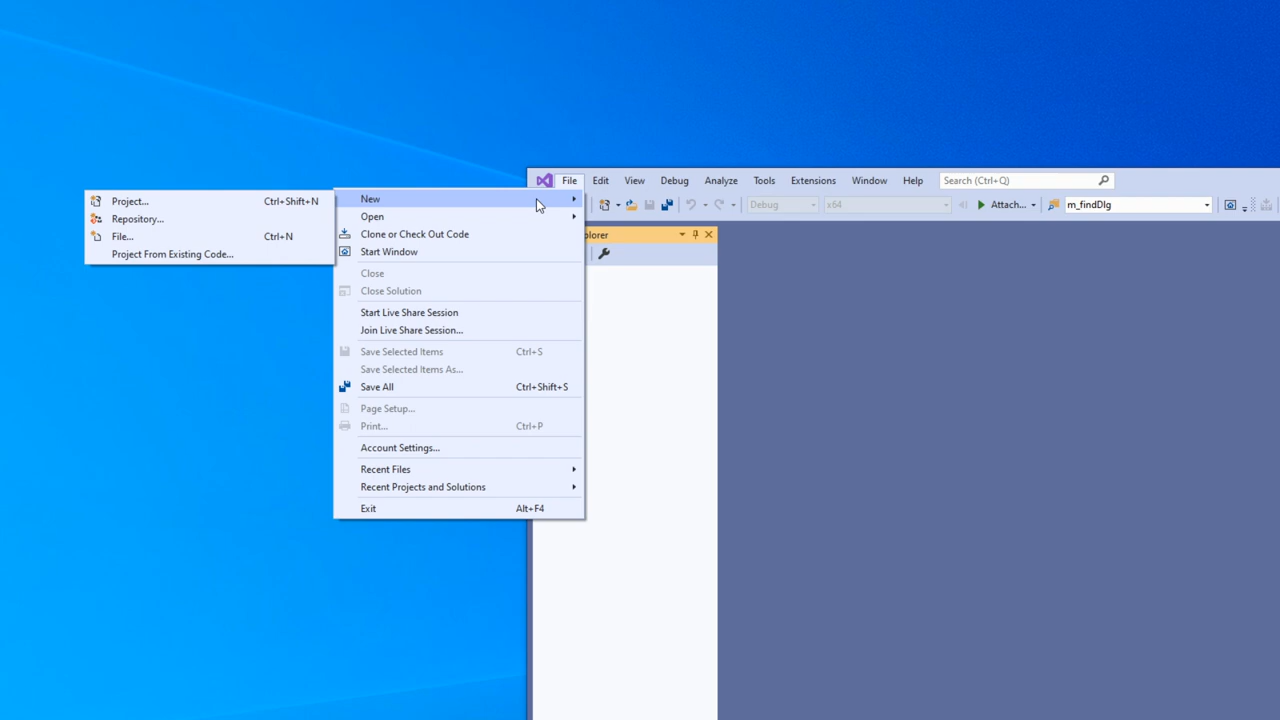 File Edit View Debug Analyze Tools Extensions Window Help Search (Ctrl+Q)
Debug x64 Attach... m_findDlg
plorer
New
Open
Clone or Check Out Code
Start Window
Close
Close Solution
Start Live Share Session
Join Live Share Session...
Save Selected Items Ctrl+S
Save Selected Items As...
Save All Ctrl+Shift+S
Page Setup...
Print... Ctrl+P
Account Settings...
Recent Files
Recent Projects and Solutions
Exit Alt+F4
Project... Ctrl+Shift+N
Repository...
File... Ctrl+N
Project From Existing Code...